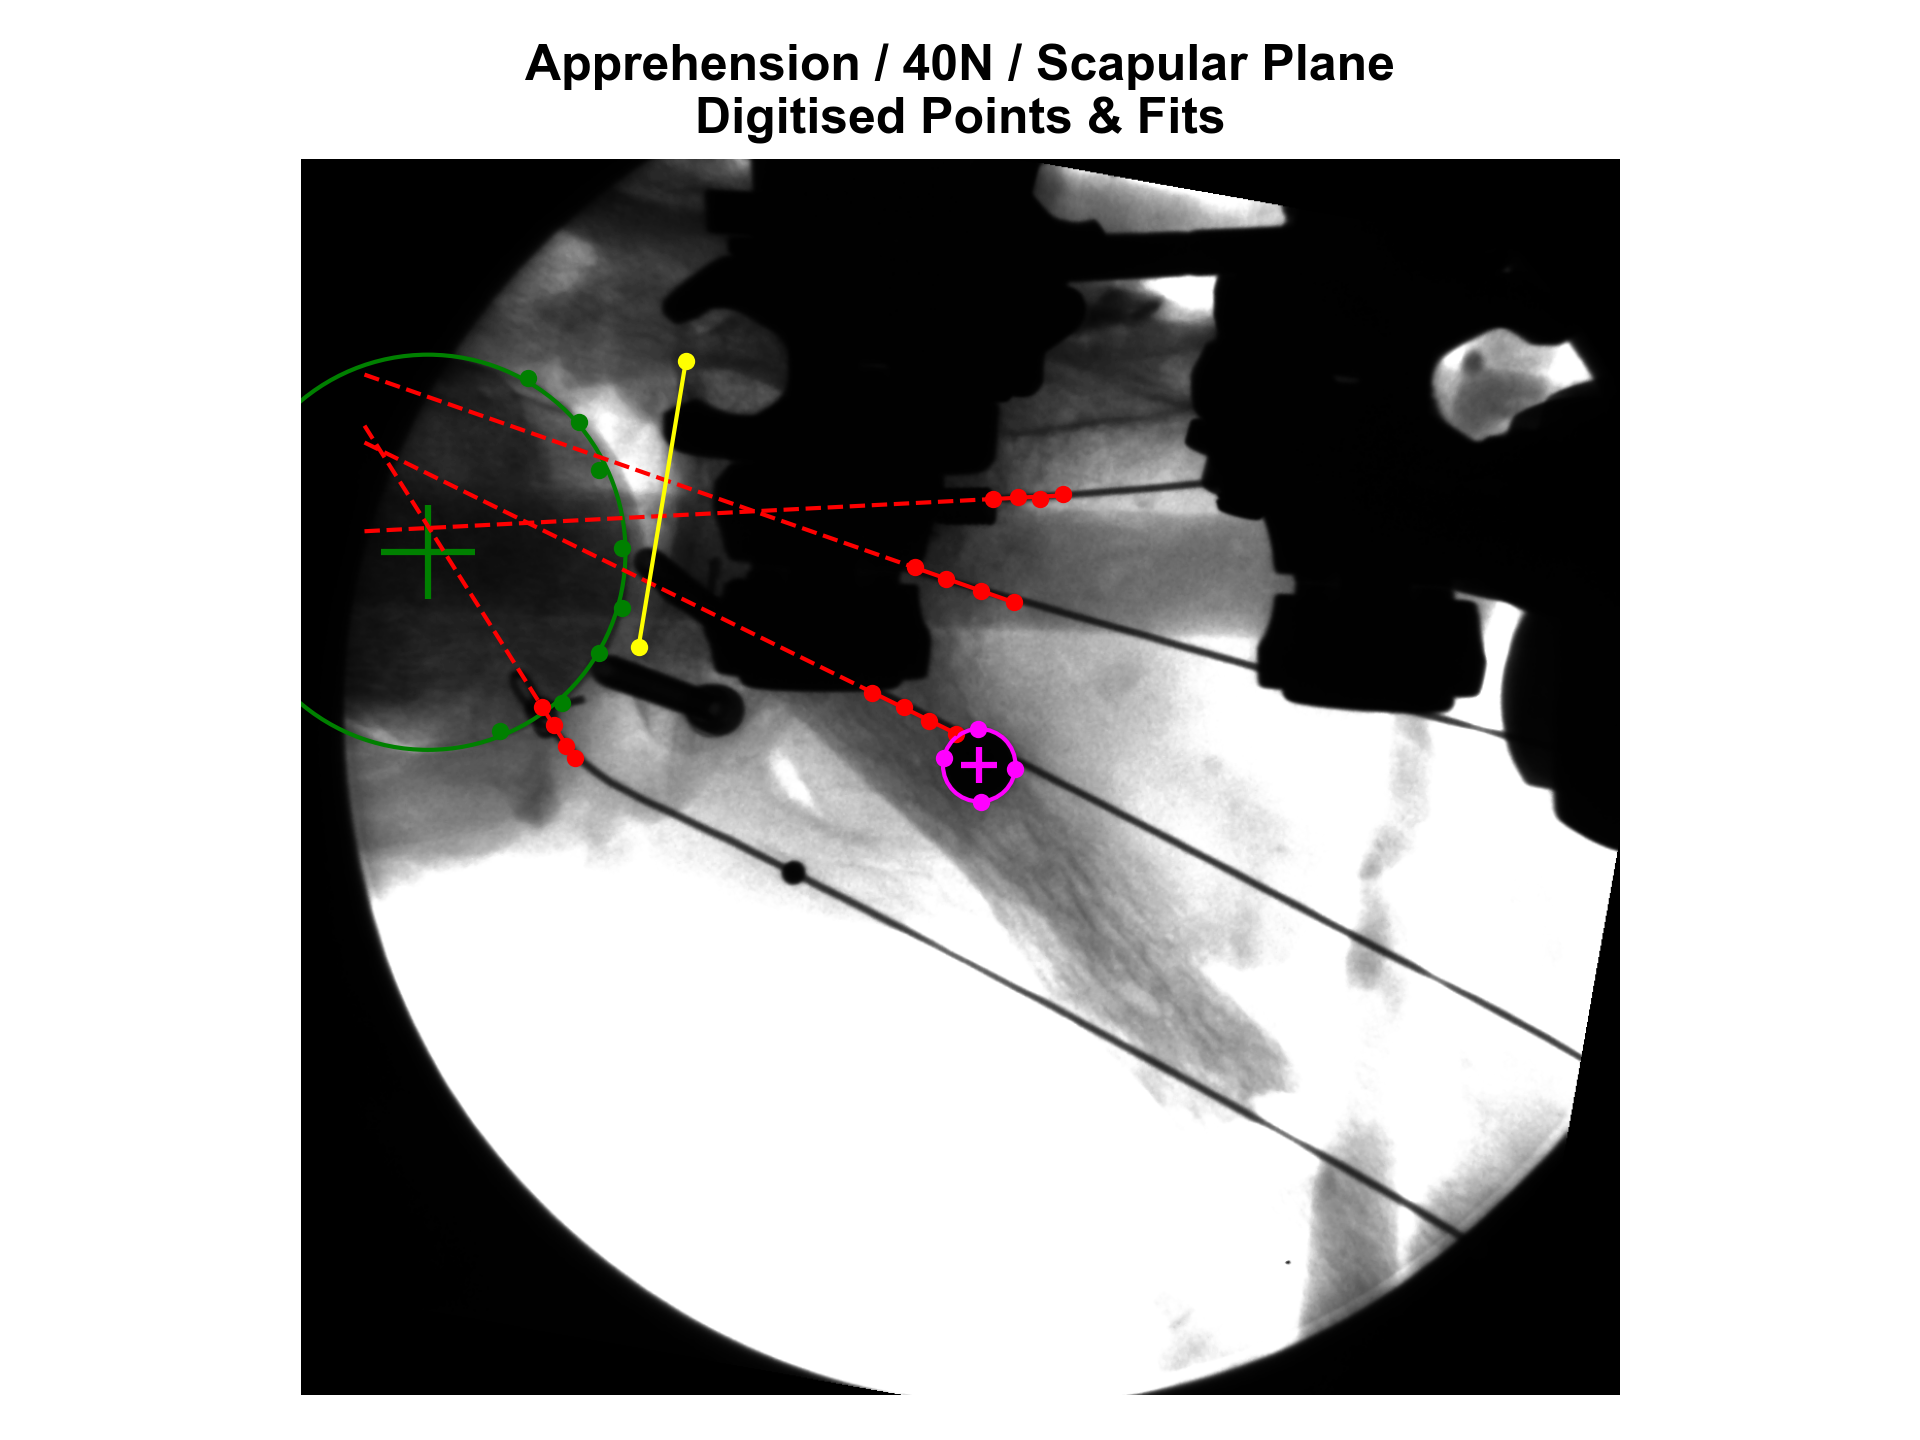 Apprehension / 40N / Scapular Plane
Digitised Points & Fits